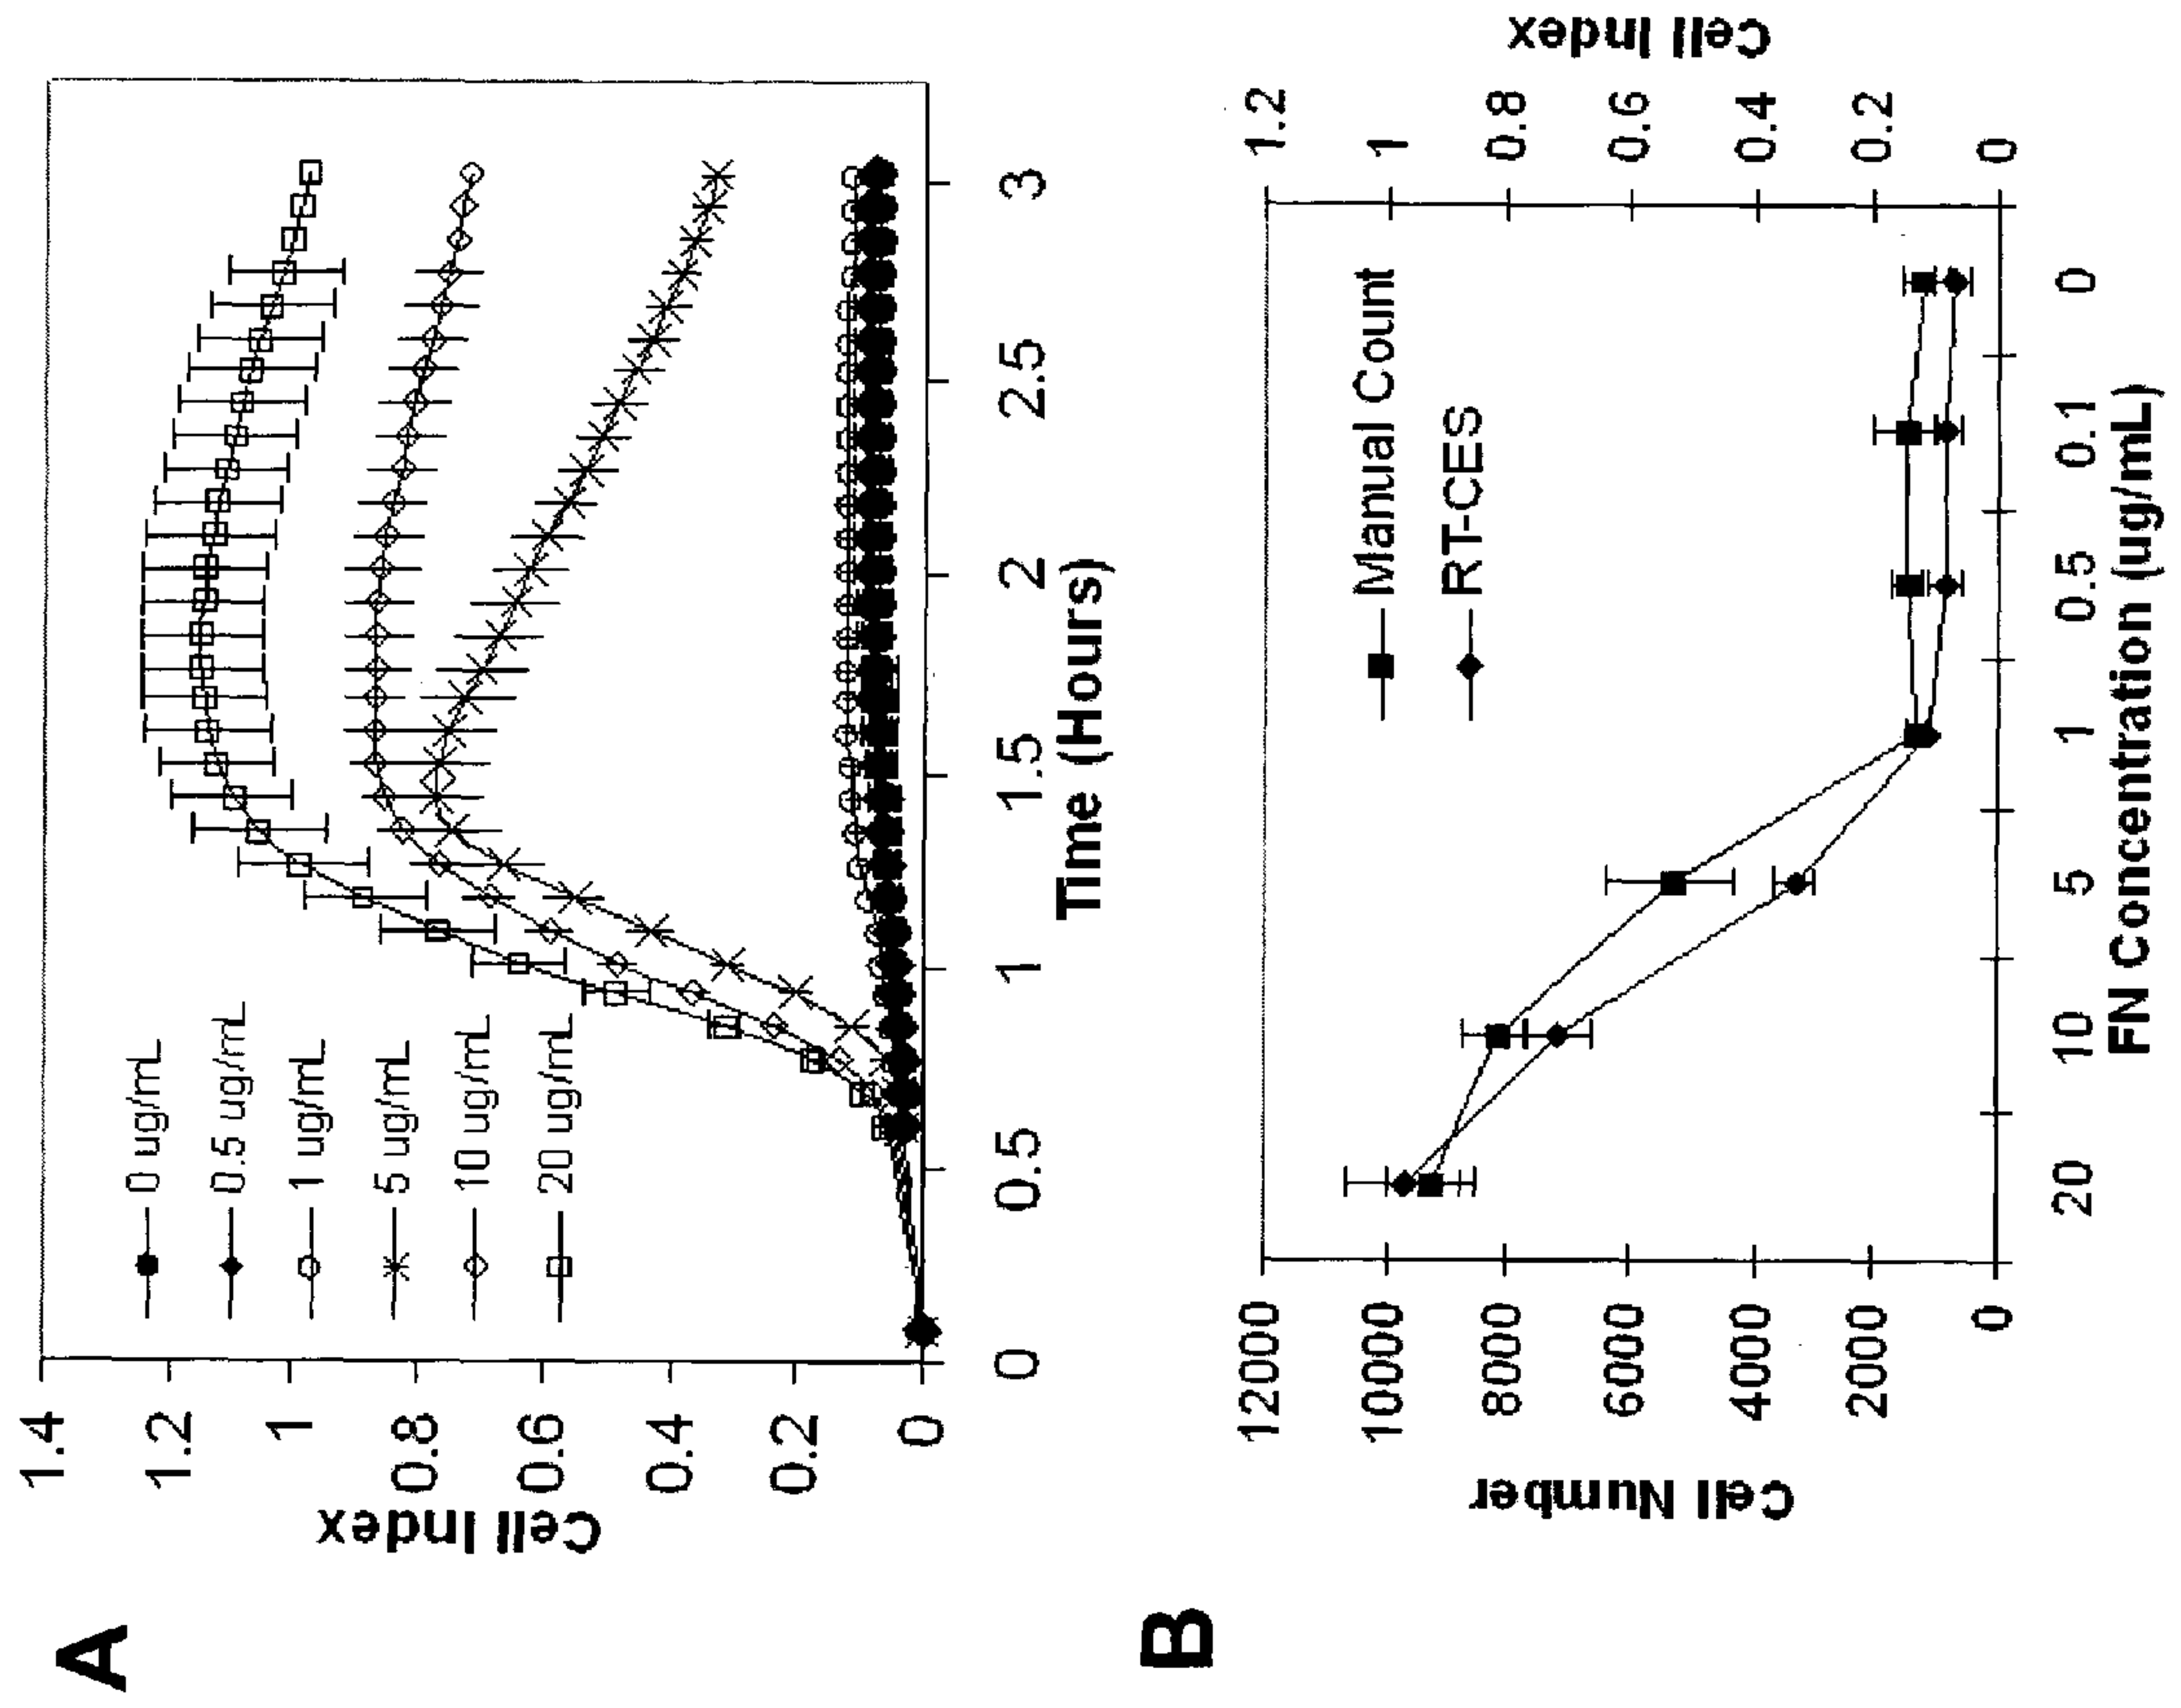 A
Cell Index
1.4
1.2
1
0.8
0.6
0.4
0.2
0
0 ug/mL
0.5 ug/mL
1 ug/mL
5 ug/mL
10 ug/mL
20 ug/mL
0
0.5
1
1.5
2
2.5
3
Time (Hours)
B
Cell Number
12000
10000
8000
6000
4000
2000
0
Manual Count
RT-CES
Cell Index
1.2
1
0.8
0.6
0.4
0.2
0
20
10
5
1
0.5
0.1
0
FN Concentration (ug/mL)